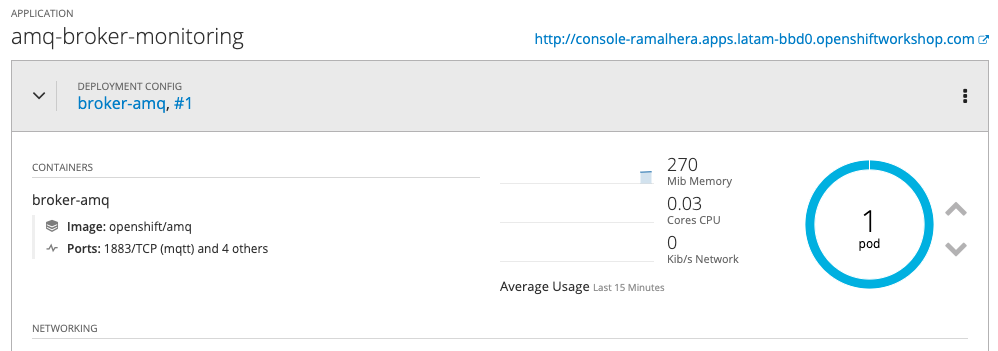 APPLICATION
amq-broker-monitoring
http://console-ramalhera.apps.latam-bbd0.openshiftworkshop.com
DEPLOYMENT CONFIG
broker-amq, #1
CONTAINERS
broker-amq
Image: openshift/amq
Ports: 1883/TCP (mqtt) and 4 others
270
Mib Memory
0.03
Cores CPU
0
Kib/s Network
Average Usage Last 15 Minutes
1
pod
NETWORKING